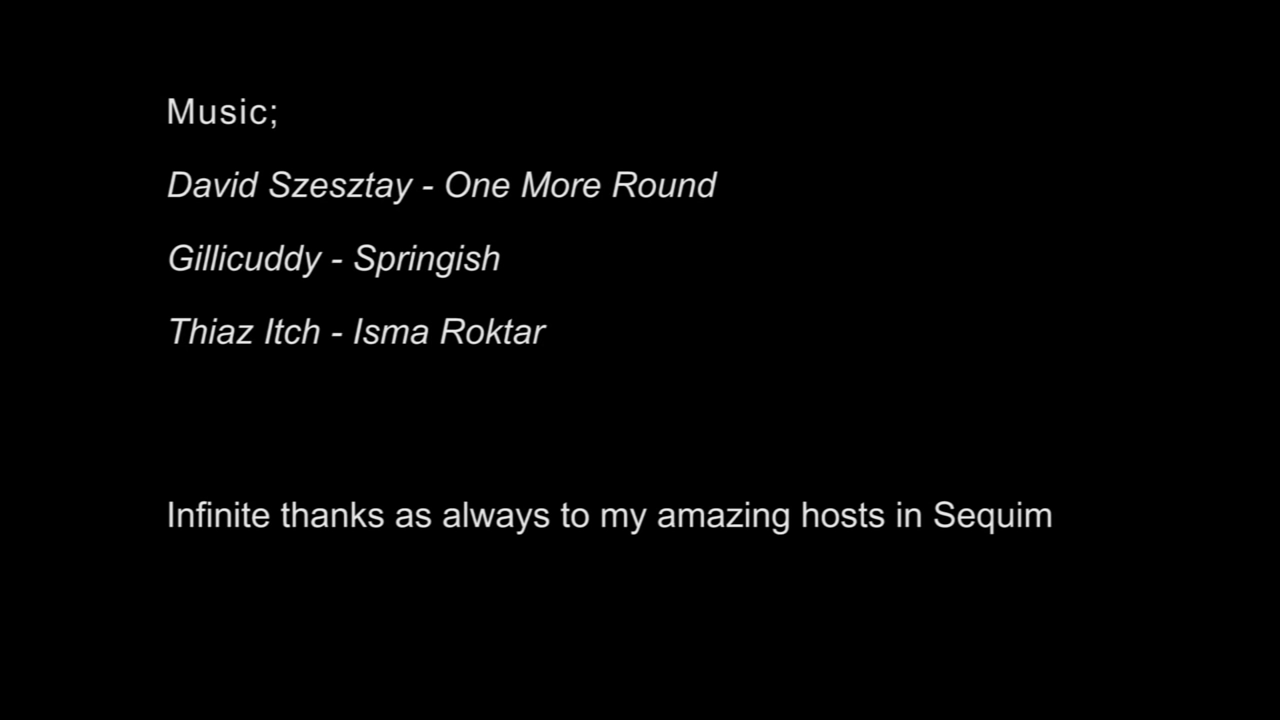 Music;
David Szesztay - One More Round
Gillicuddy - Springish
Thiaz Itch - Isma Roktar
Infinite thanks as always to my amazing hosts in Sequim